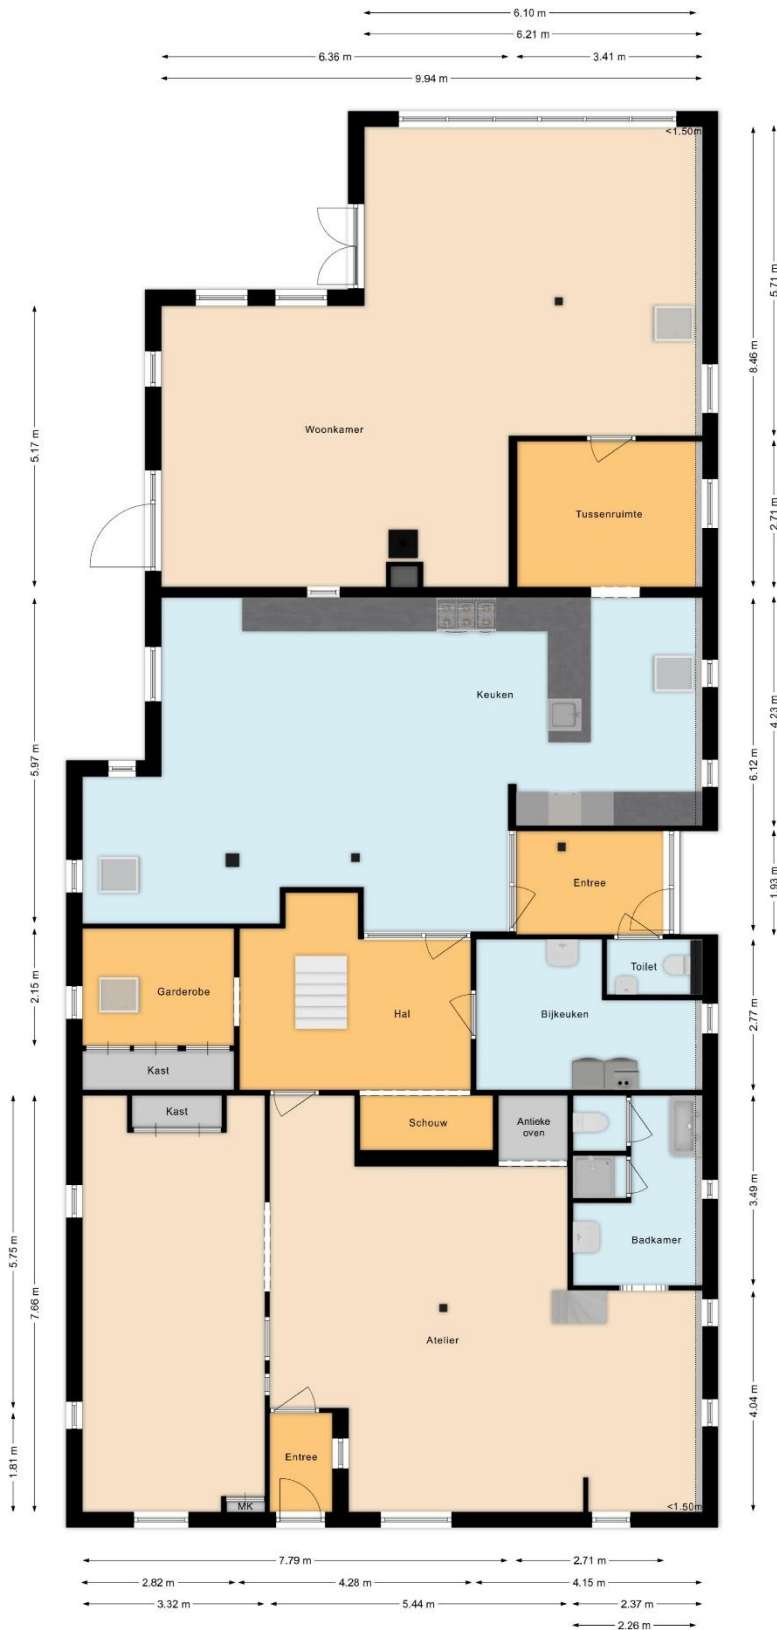 6.10 m
6.21 m
6.36 m
3.41 m
9.94 m
<1.50m
5.71 m
8.46 m
5.17 m
Woonkamer
2.71 m
Tussenruimte
Keuken
4.23 m
5.97 m
6.12 m
Entree
1.93 m
2.15 m
Garderobe
Toilet
Hal
Bijkeuken
2.77 m
Kast
Kast
Schouw
Antieke
oven
3.49 m
Badkamer
5.75 m
7.66 m
Atelier
4.04 m
1.81 m
Entree
MK
<1.50m
7.79 m
2.71 m
2.82 m
4.28 m
4.15 m
3.32 m
5.44 m
2.37 m
2.26 m